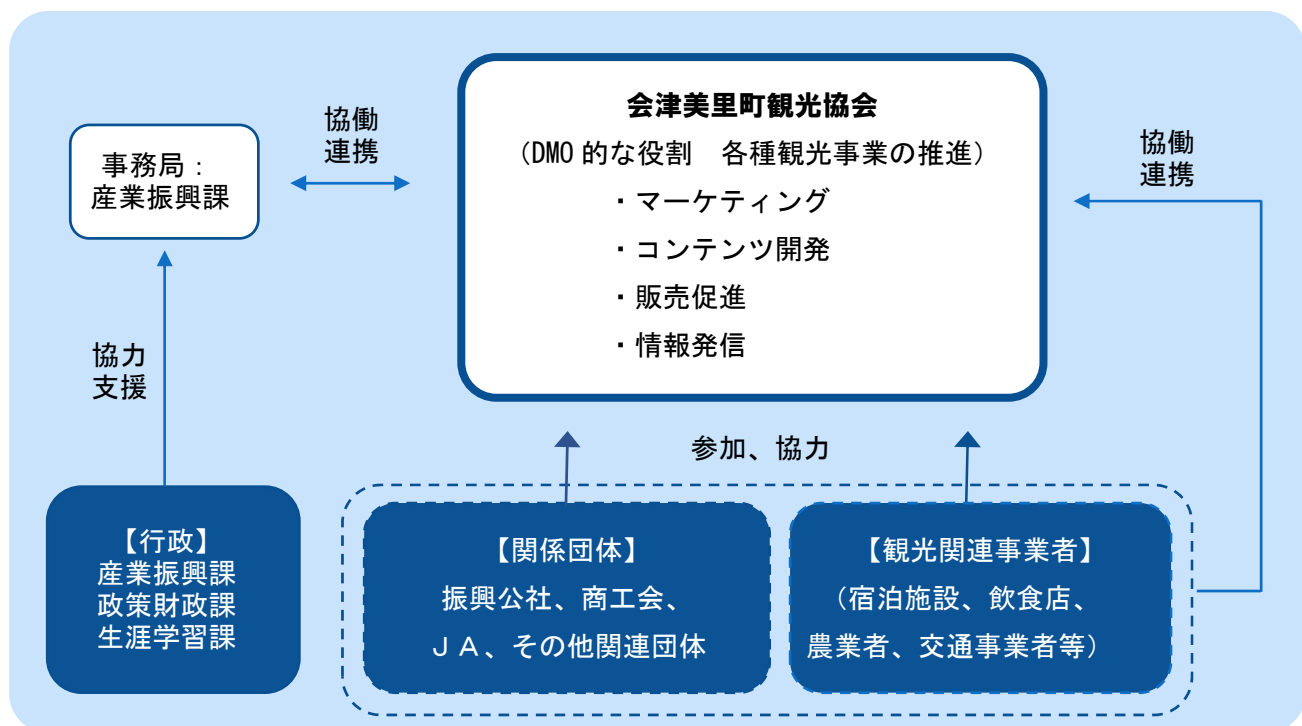 会津美里町観光協会
（DMO的な役割　各種観光事業の推進）
・マーケティング
・コンテンツ開発
・販売促進
・情報発信
協働
連携
事務局：
産業振興課
協働
連携
協力
支援
参加、協力
【行政】
産業振興課
政策財政課
生涯学習課
【関係団体】
振興公社、商工会、
ＪＡ、その他関連団体
【観光関連事業者】
（宿泊施設、飲食店、
農業者、交通事業者等）